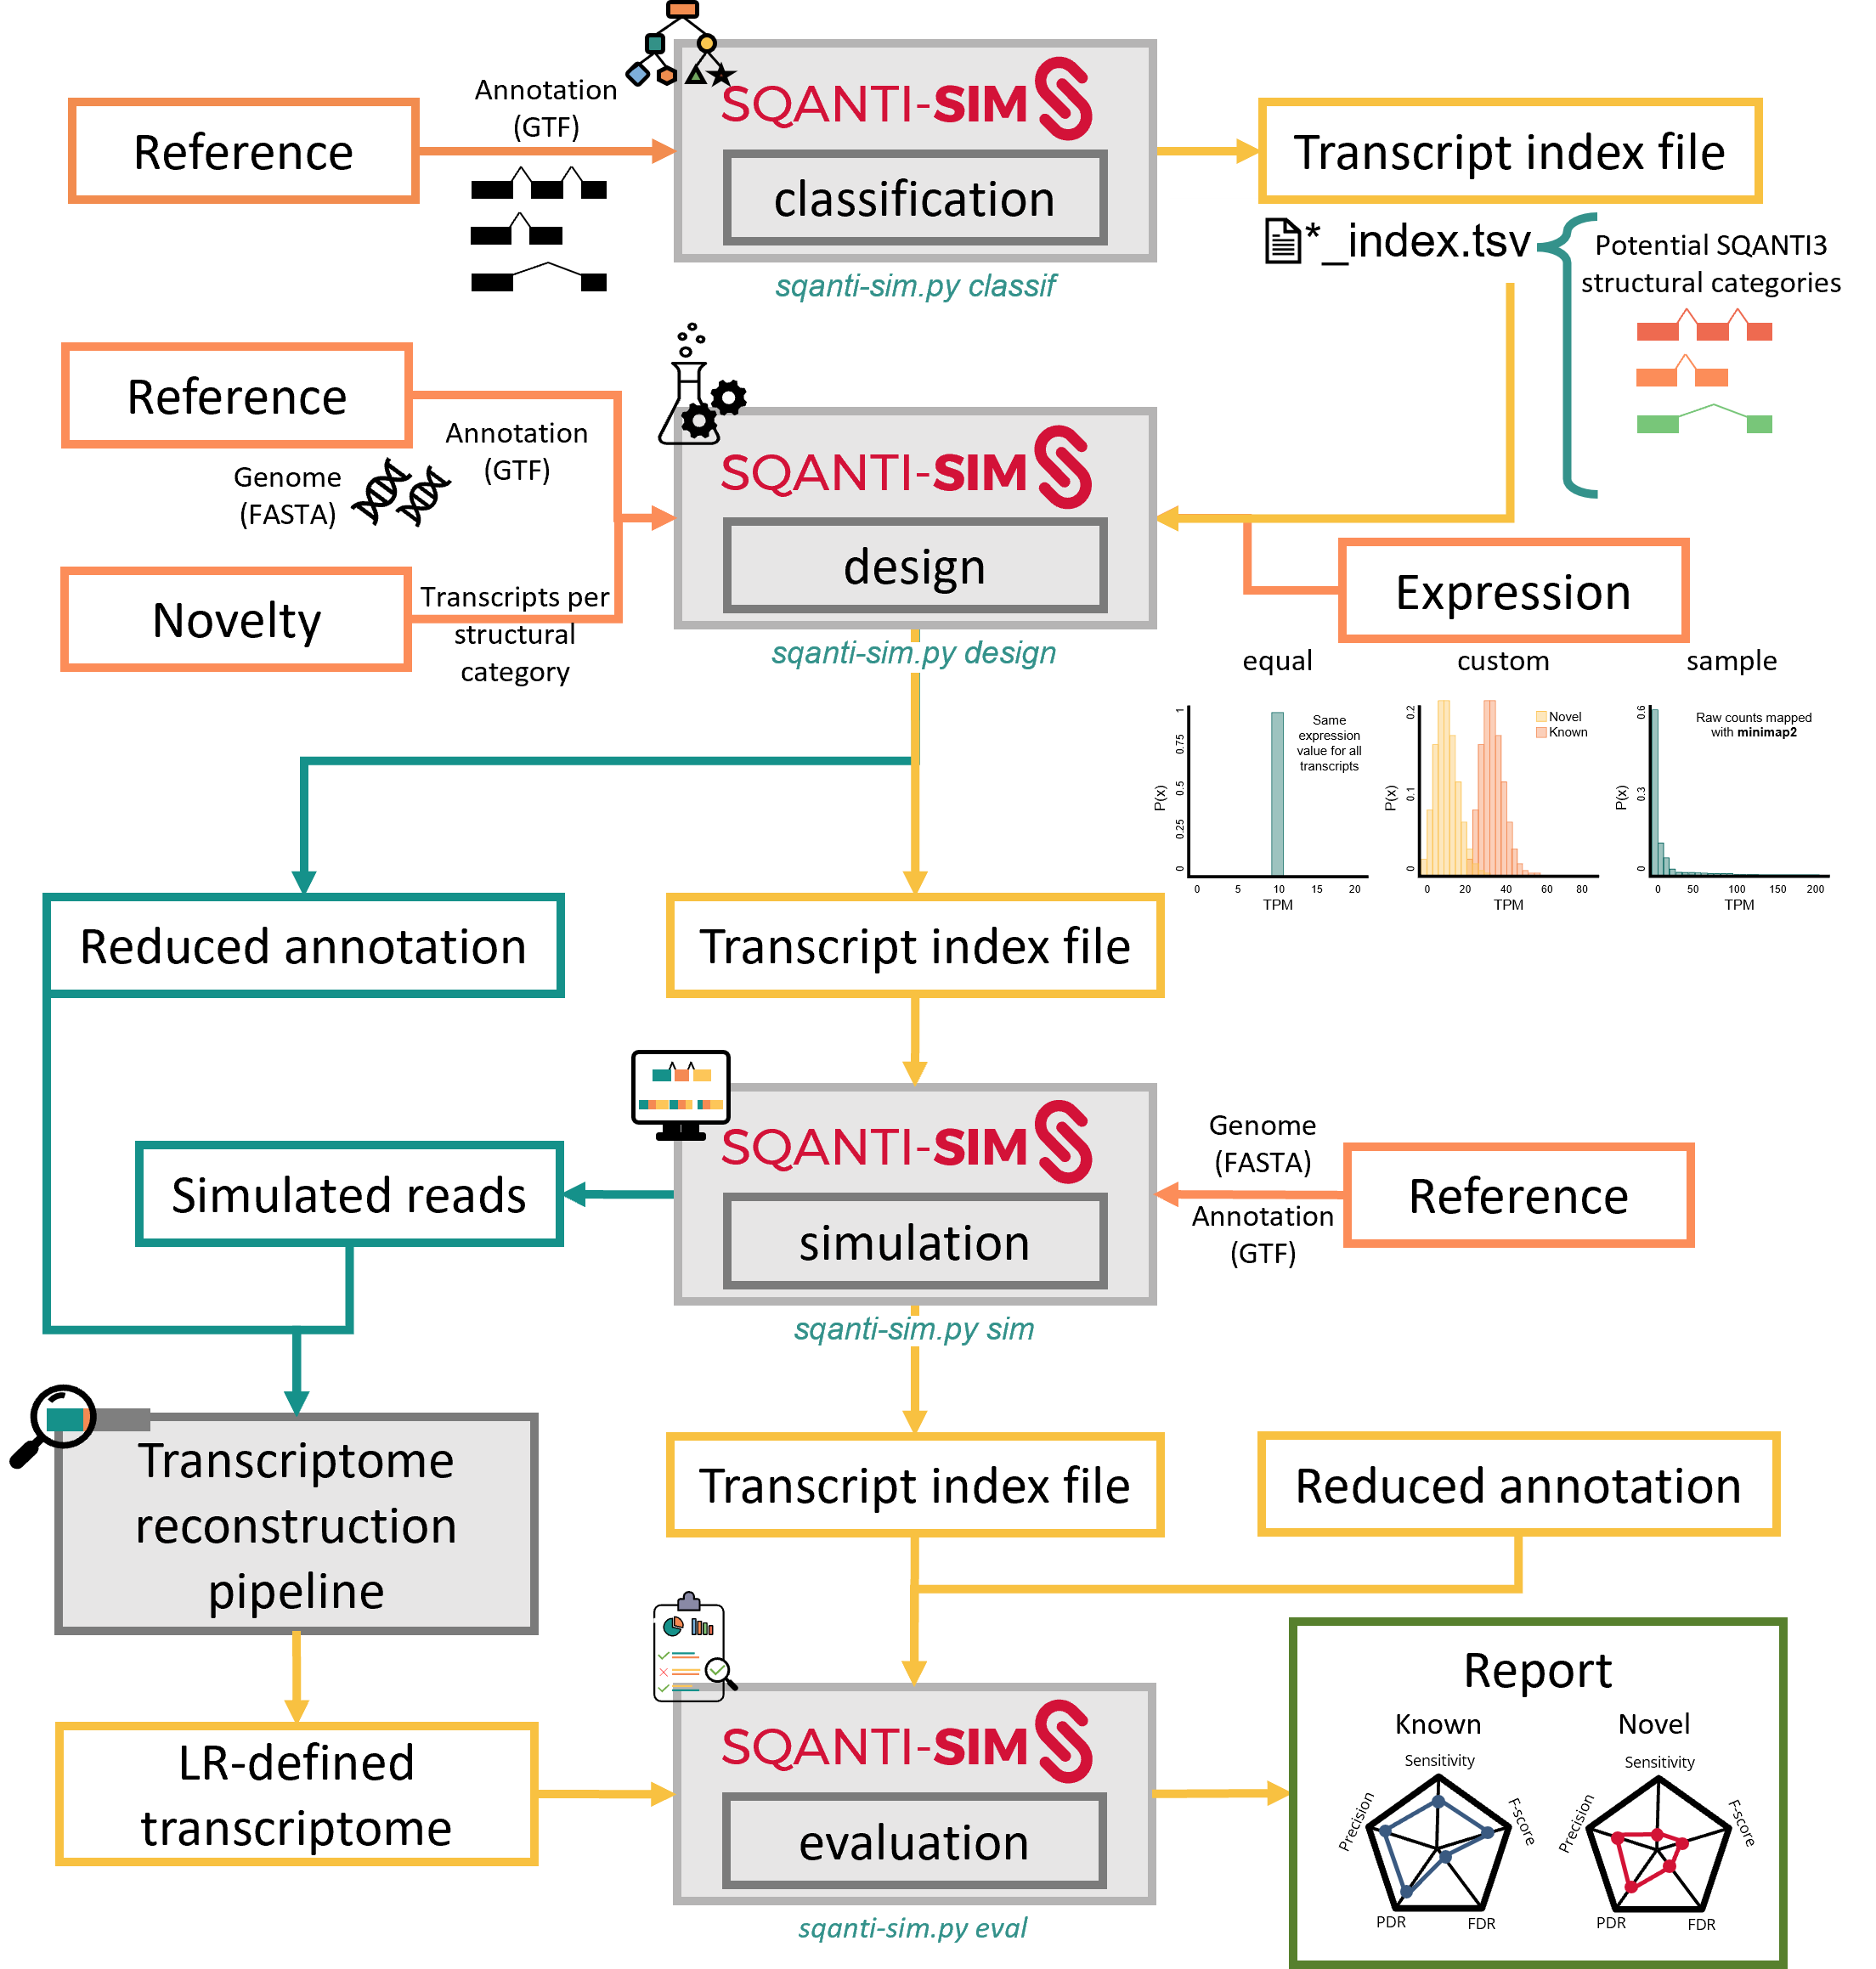 Reference
Annotation
(GTF)
SQANTI-SIM
classification
sqanti-sim.py classif
Transcript index file
*_index.tsv
Potential SQANTI3
structural categories
Reference
Annotation
(GTF)
Genome
(FASTA)
Novelty
Transcripts per
structural
category
SQANTI-SIM
design
sqanti-sim.py design
Expression
equal
custom
sample
P(x)
0
0.25
0.5
0.75
1
Same
expression
value for all
transcripts
0 5 10 15 20
TPM
P(x)
0
0.1
0.2
Novel
Known
0 20 40 60 80
TPM
P(x)
0
0.3
0.6
Raw counts mapped
with minimap2
0 50 100 150 200
TPM
Reduced annotation
Transcript index file
Simulated reads
SQANTI-SIM
simulation
sqanti-sim.py sim
Genome
(FASTA)
Annotation
(GTF)
Reference
Transcriptome
reconstruction
pipeline
Transcript index file
Reduced annotation
LR-defined
transcriptome
SQANTI-SIM
evaluation
sqanti-sim.py eval
Report
Known
Sensitivity
Precision
F-score
PDR
FDR
Novel
Sensitivity
Precision
F-score
PDR
FDR